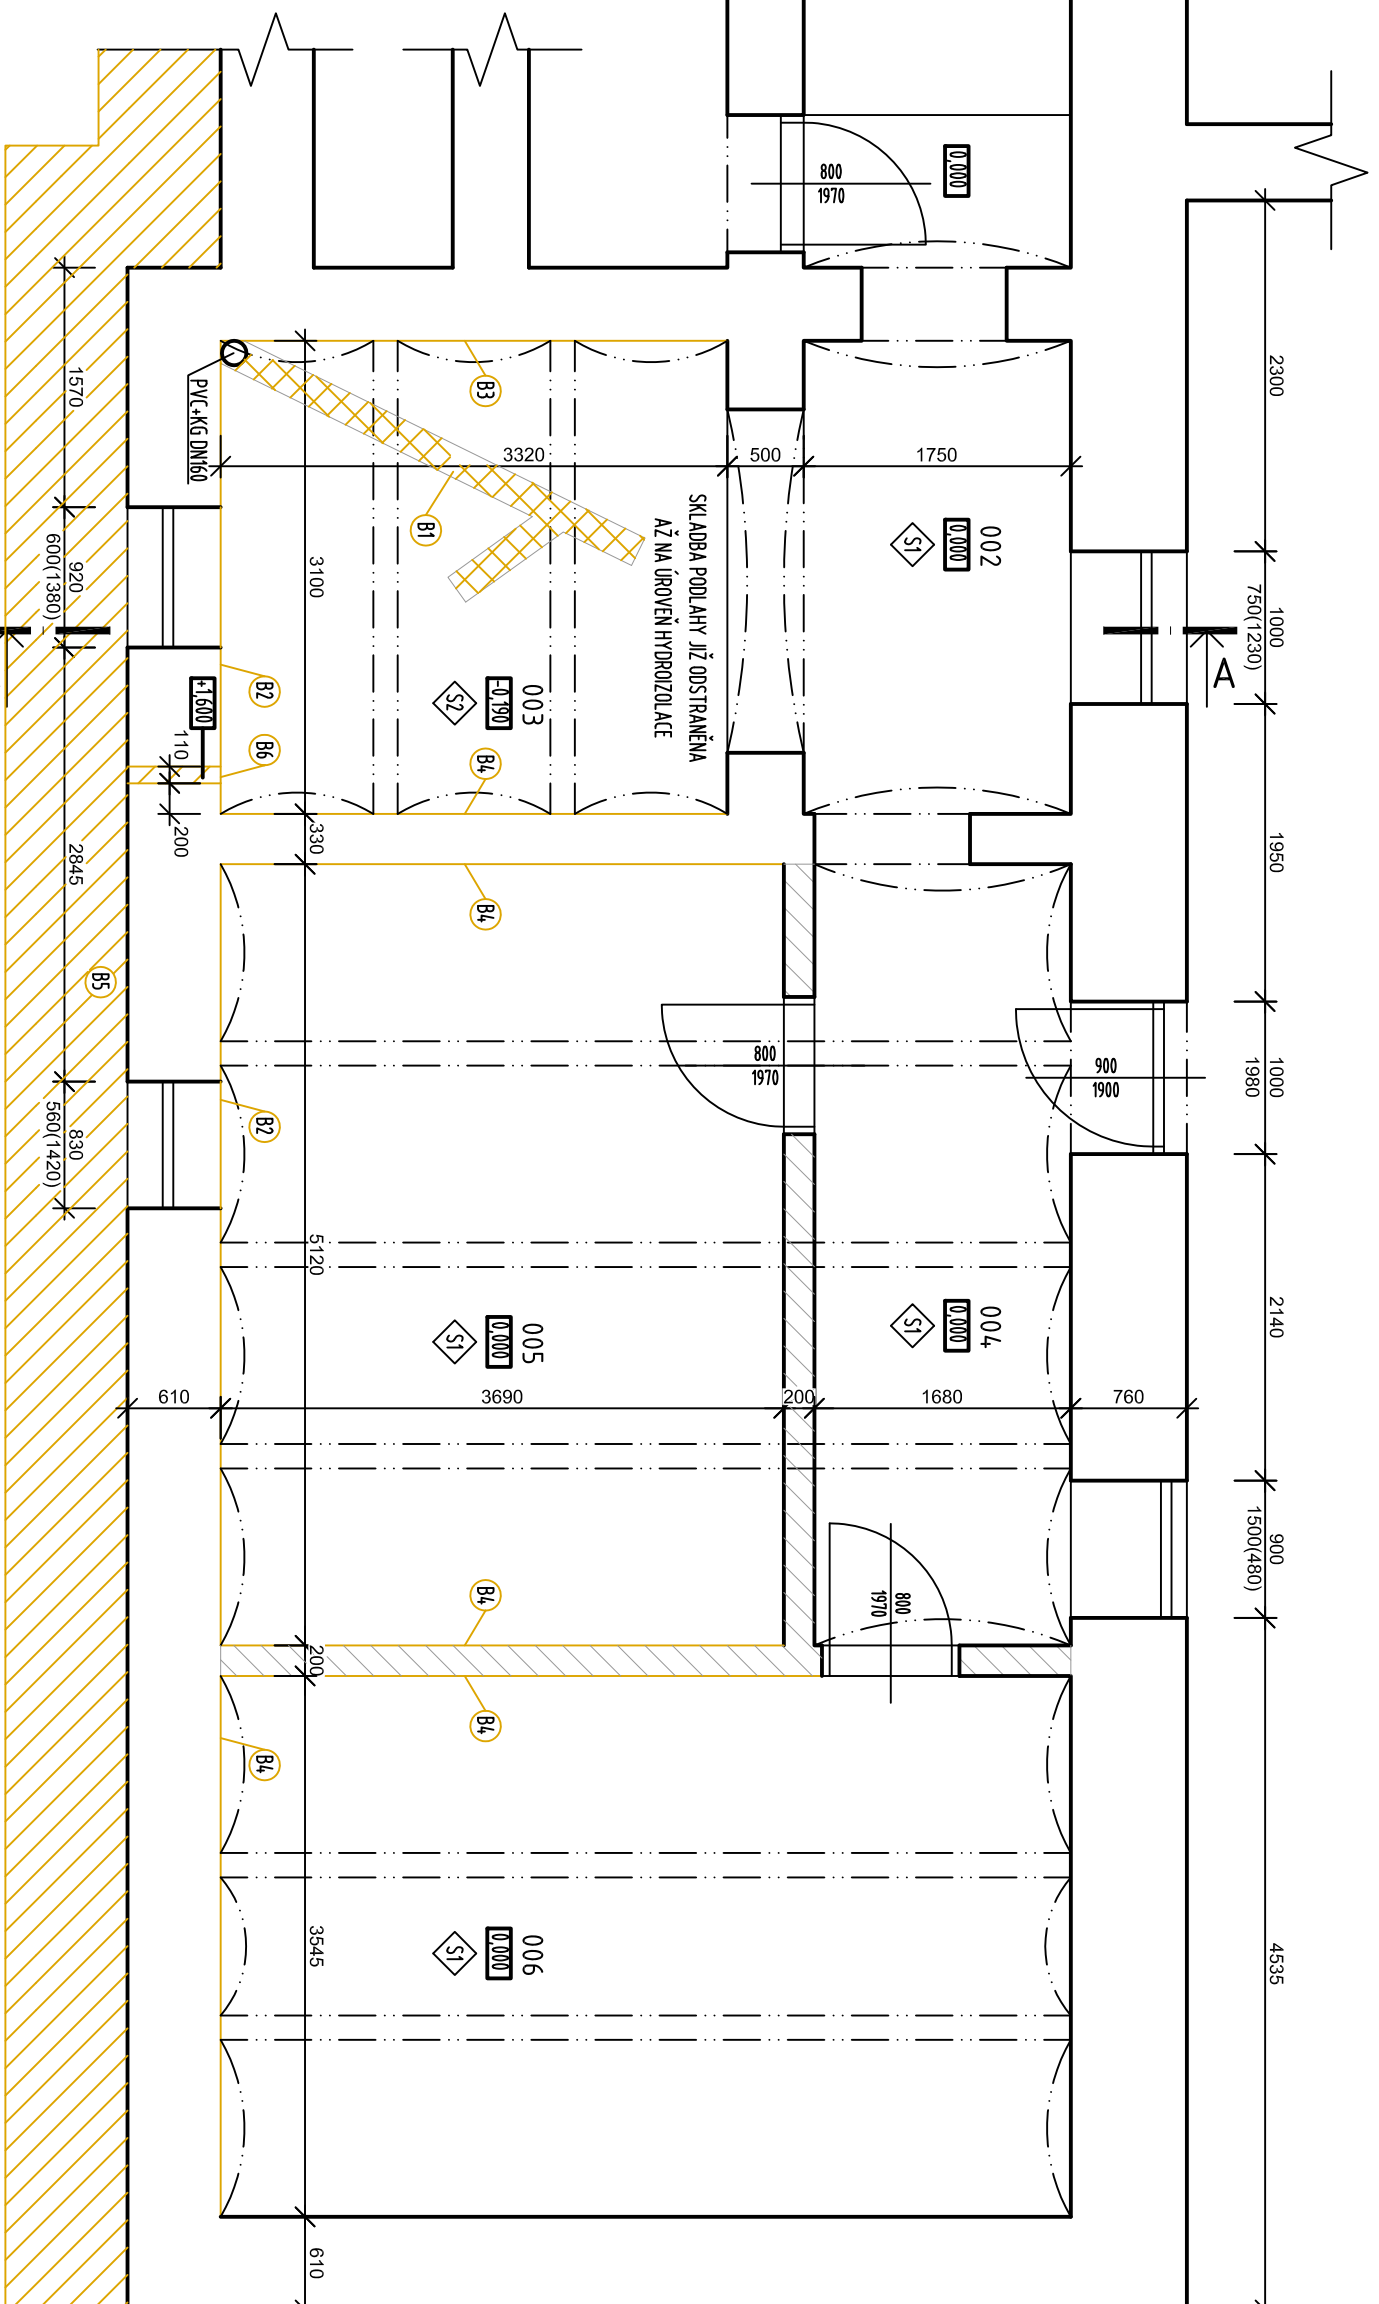 2300
1000
750(1230)
1950
1000
1980
2140
900
1500(480)
4535
A
0,000
800
1970
002
0,000
S1
1750
500
3320
SKLADBA PODLAHY JIŽ ODSTRANĚNA
AŽ NA ÚROVEŇ HYDROIZOLACE
003
-0,190
S2
B3
B1
B4
B4
PVC-KG DN160
3100
330
5120
200
3545
610
B2
B6
+1,600
110
200
B2
B5
1570
920
600(1380)
2845
830
560(1420)
800
1970
900
1900
004
0,000
S1
005
0,000
S1
610
3690
200
1680
760
800
1970
B4
B4
B4
006
0,000
S1